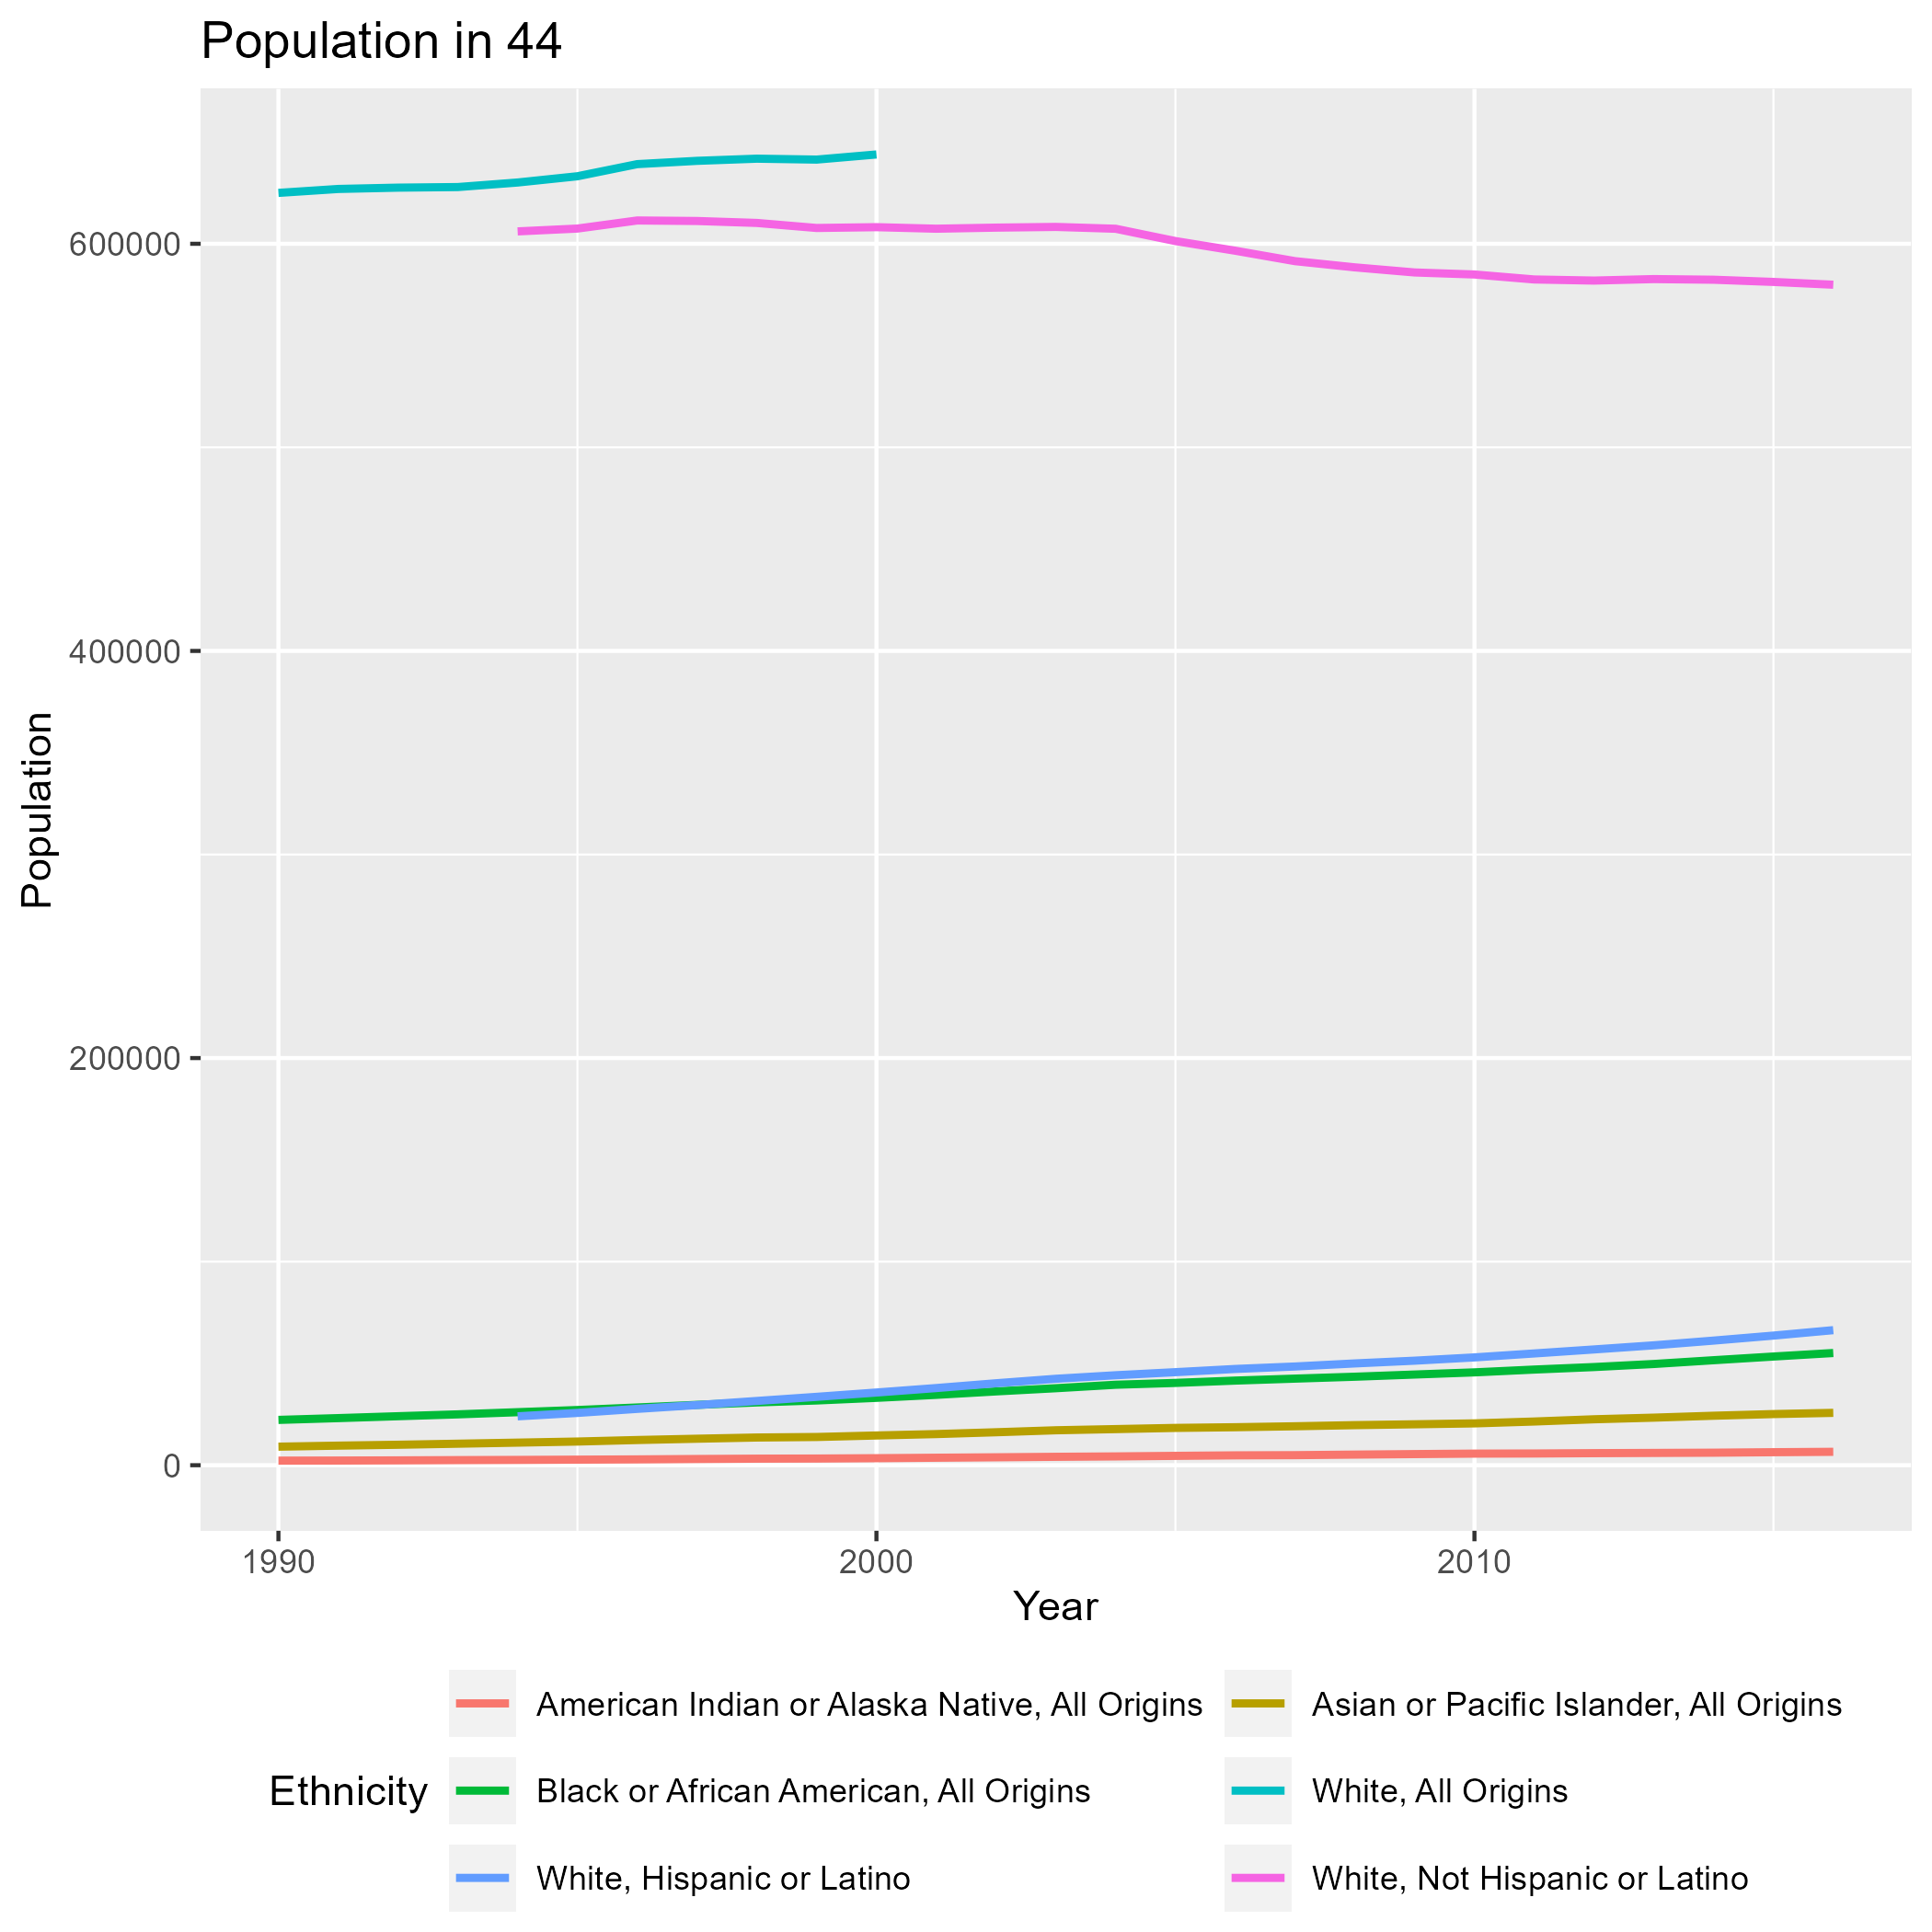 Population in 44
600000
400000
200000
0
Population
1990 2000 2010
Year
Ethnicity
American Indian or Alaska Native, All Origins
Asian or Pacific Islander, All Origins
Black or African American, All Origins
White, All Origins
White, Hispanic or Latino
White, Not Hispanic or Latino